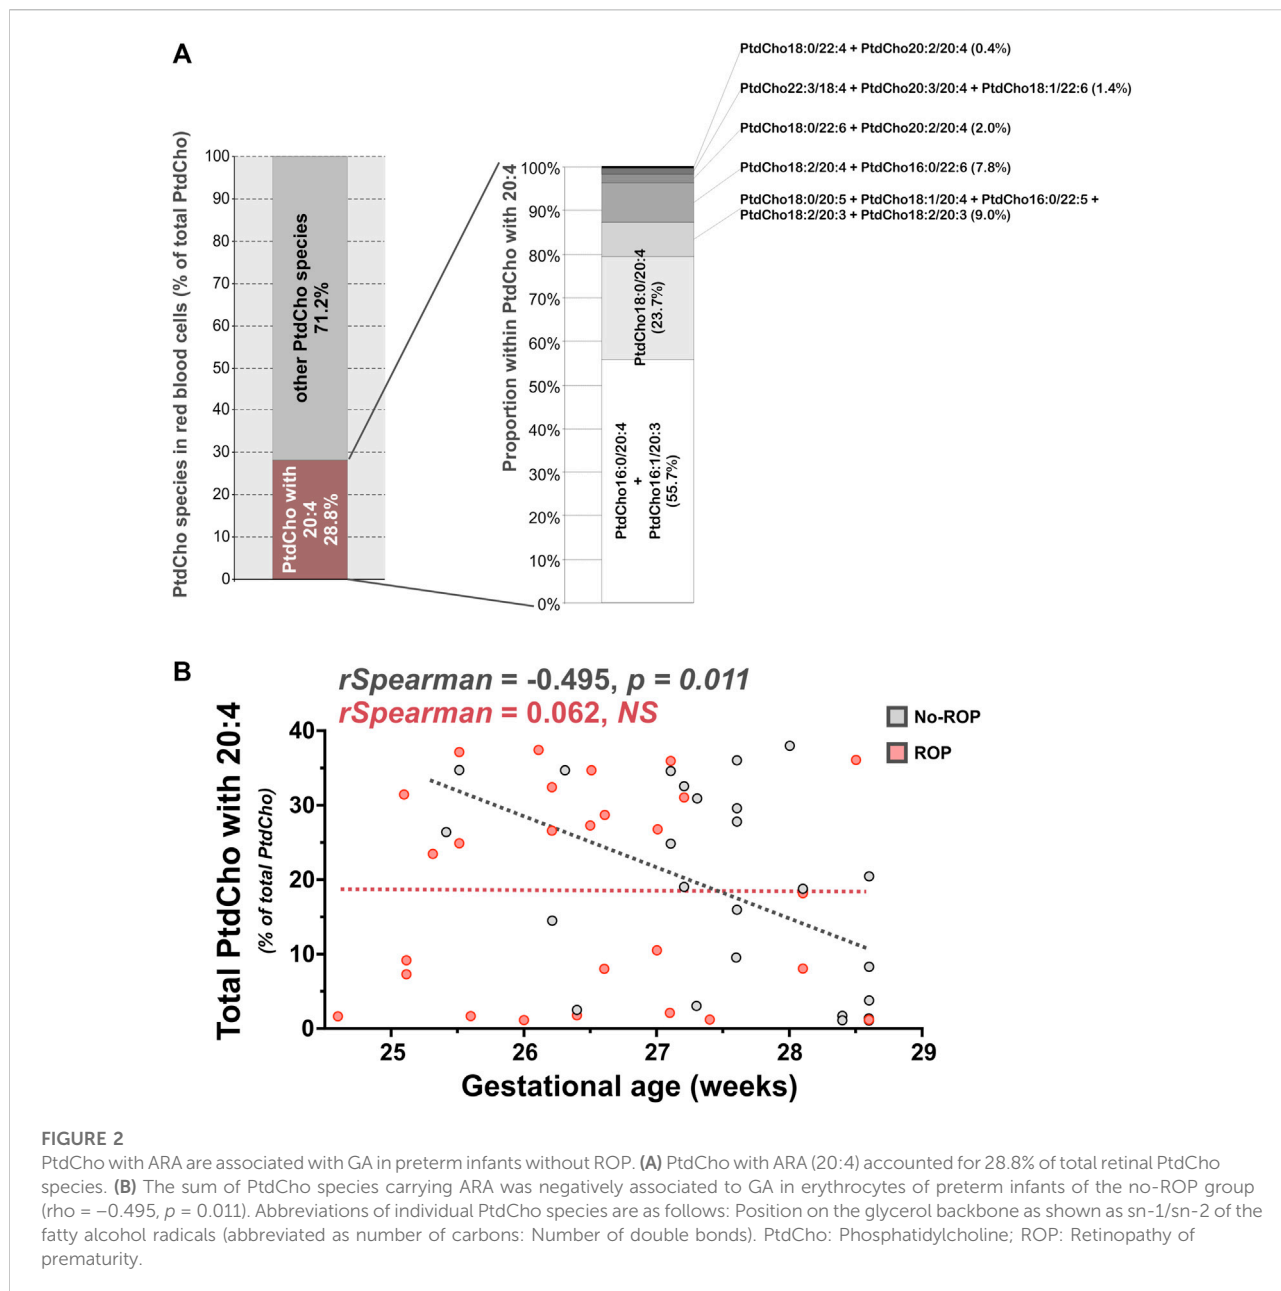 A
PtdCho species in red blood cells (% of total PtdCho)
100
90
80
70
60
50
40
30
20
10
0
other PtdCho species
71.2%
PtdCho with
20:4
28.8%
Proportion within PtdCho with 20:4
100%
90%
80%
70%
60%
50%
40%
30%
20%
10%
0%
PtdCho18:0/20:4
(23.7%)
PtdCho16:0/20:4
+
PtdCho16:1/20:3
(55.7%)
PtdCho18:0/22:4 + PtdCho20:2/20:4 (0.4%)
PtdCho22:3/18:4 + PtdCho20:3/20:4 + PtdCho18:1/22:6 (1.4%)
PtdCho18:0/22:6 + PtdCho20:2/20:4 (2.0%)
PtdCho18:2/20:4 + PtdCho16:0/22:6 (7.8%)
PtdCho18:0/20:5 + PtdCho18:1/20:4 + PtdCho16:0/22:5 +
PtdCho18:2/20:3 + PtdCho18:2/20:3 (9.0%)
B
rSpearman = -0.495, p = 0.011
rSpearman = 0.062, NS
No-ROP
ROP
Total PtdCho with 20:4
(% of total PtdCho)
40
30
20
10
0
25
26
27
28
29
Gestational age (weeks)
FIGURE 2
PtdCho with ARA are associated with GA in preterm infants without ROP. (A) PtdCho with ARA (20:4) accounted for 28.8% of total retinal PtdCho
species. (B) The sum of PtdCho species carrying ARA was negatively associated to GA in erythrocytes of preterm infants of the no-ROP group
(rho = −0.495, p = 0.011). Abbreviations of individual PtdCho species are as follows: Position on the glycerol backbone as shown as sn-1/sn-2 of the
fatty alcohol radicals (abbreviated as number of carbons: Number of double bonds). PtdCho: Phosphatidylcholine; ROP: Retinopathy of
prematurity.